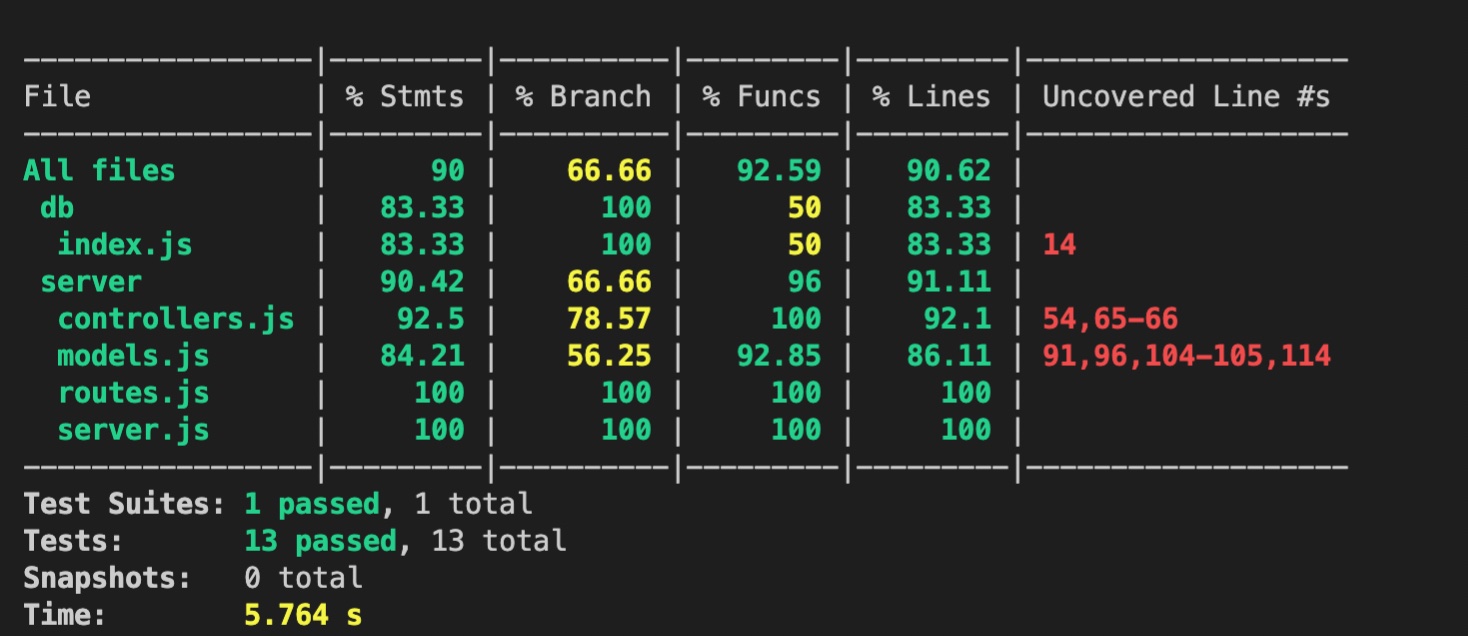 -----------------|---------|----------|---------|---------|-------------------
File             | % Stmts | % Branch | % Funcs | % Lines | Uncovered Line #s
-----------------|---------|----------|---------|---------|-------------------
All files        |      90 |    66.66 |   92.59 |   90.62 |
 db              |   83.33 |      100 |      50 |   83.33 |
  index.js       |   83.33 |      100 |      50 |   83.33 | 14
 server          |   90.42 |    66.66 |      96 |   91.11 |
  controllers.js |    92.5 |    78.57 |     100 |    92.1 | 54,65-66
  models.js      |   84.21 |    56.25 |   92.85 |   86.11 | 91,96,104-105,114
  routes.js      |     100 |      100 |     100 |     100 |
  server.js      |     100 |      100 |     100 |     100 |
-----------------|---------|----------|---------|---------|-------------------
Test Suites: 1 passed, 1 total
Tests:       13 passed, 13 total
Snapshots:   0 total
Time:        5.764 s